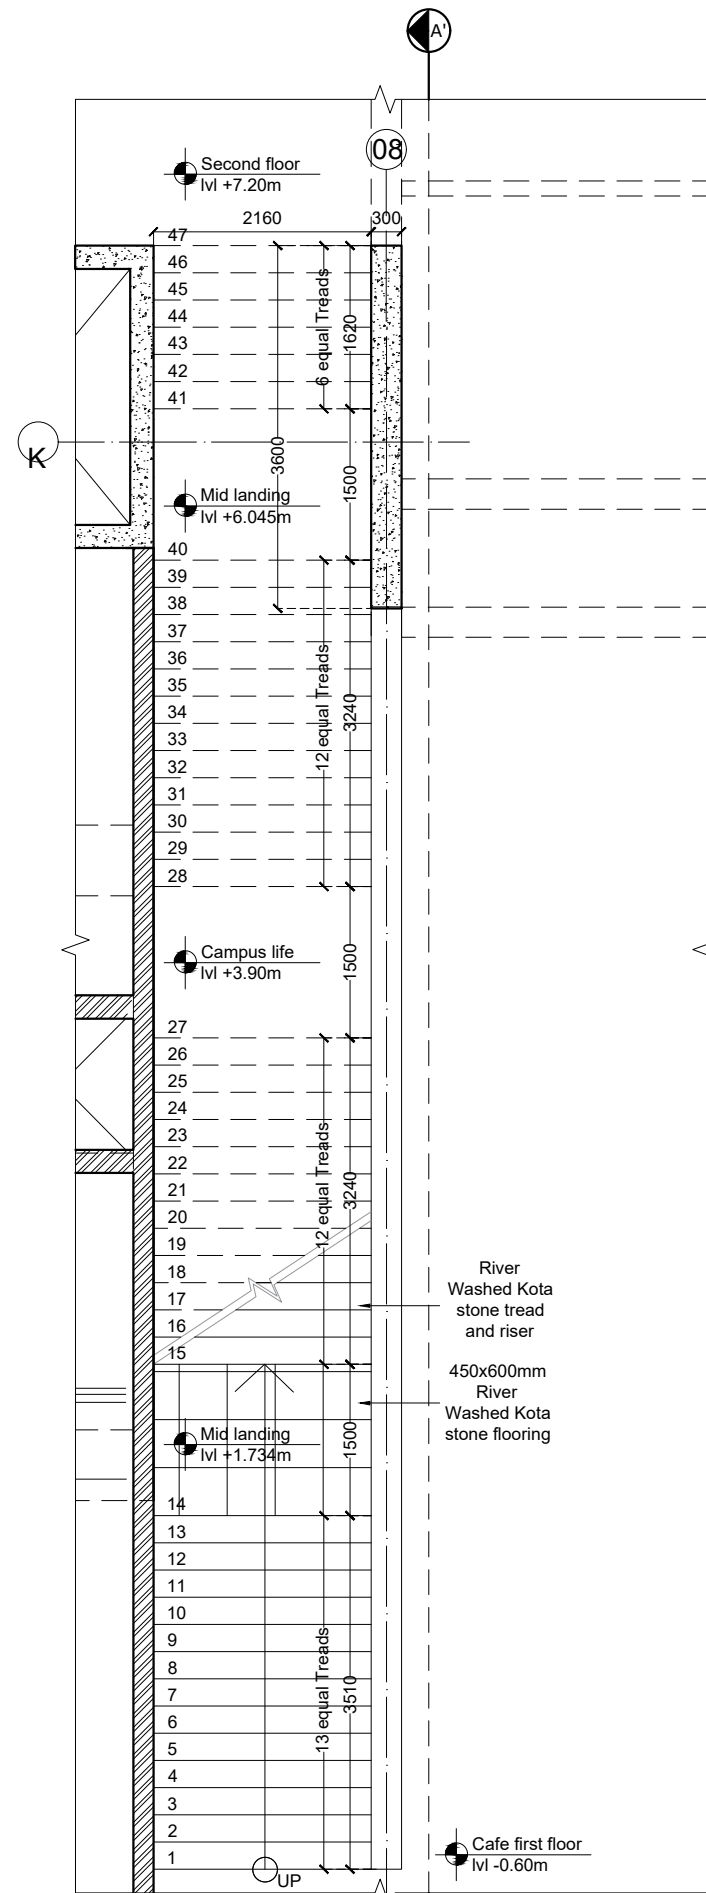 A'
08
Second floor
lvl +7.20m
2160
300
47
46
45
44
43
42
41
6 equal Treads
1620
K
3600
1500
Mid landing
lvl +6.045m
40
39
38
37
36
35
34
33
32
31
30
29
28
12 equal Treads
3240
Campus life
lvl +3.90m
1500
27
26
25
24
23
22
21
20
19
18
17
16
15
12 equal Treads
3240
River
Washed Kota
stone tread
and riser
450x600mm
River
Washed Kota
stone flooring
Mid landing
lvl +1.734m
1500
14
13
12
11
10
9
8
7
6
5
4
3
2
1
13 equal Treads
3510
UP
Cafe first floor
lvl -0.60m